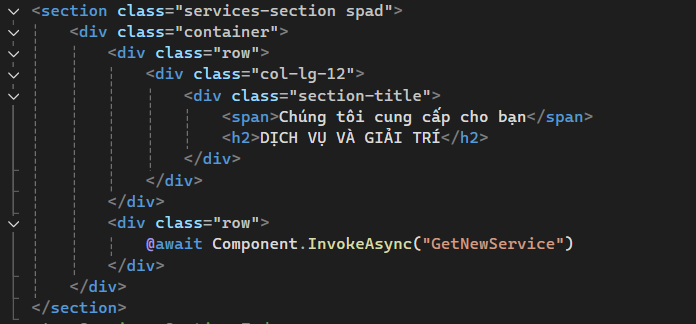 <section class="services-section spad">
<div class="container">
<div class="row">
<div class="col-lg-12">
<div class="section-title">
<span>Chúng tôi cung cấp cho bạn</span>
<h2>DỊCH VỤ VÀ GIẢI TRÍ</h2>
</div>
</div>
</div>
<div class="row">
@await Component.InvokeAsync("GetNewService")
</div>
</div>
</section>